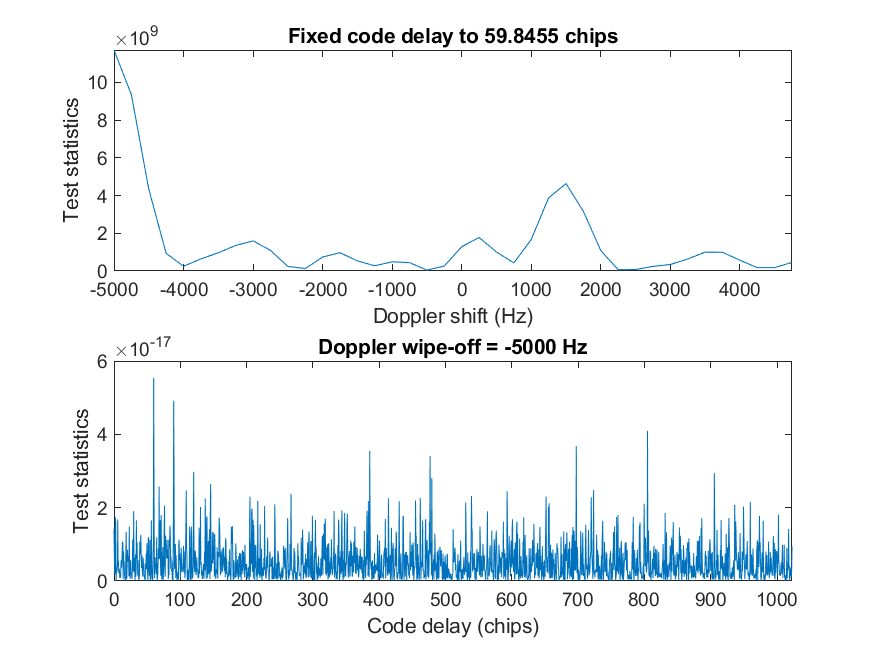 ×10⁹
Fixed code delay to 59.8455 chips
Test statistics
10
8
6
4
2
0
-5000 -4000 -3000 -2000 -1000 0 1000 2000 3000 4000
Doppler shift (Hz)
×10⁻¹⁷
Doppler wipe-off = -5000 Hz
Test statistics
6
4
2
0
0 100 200 300 400 500 600 700 800 900 1000
Code delay (chips)